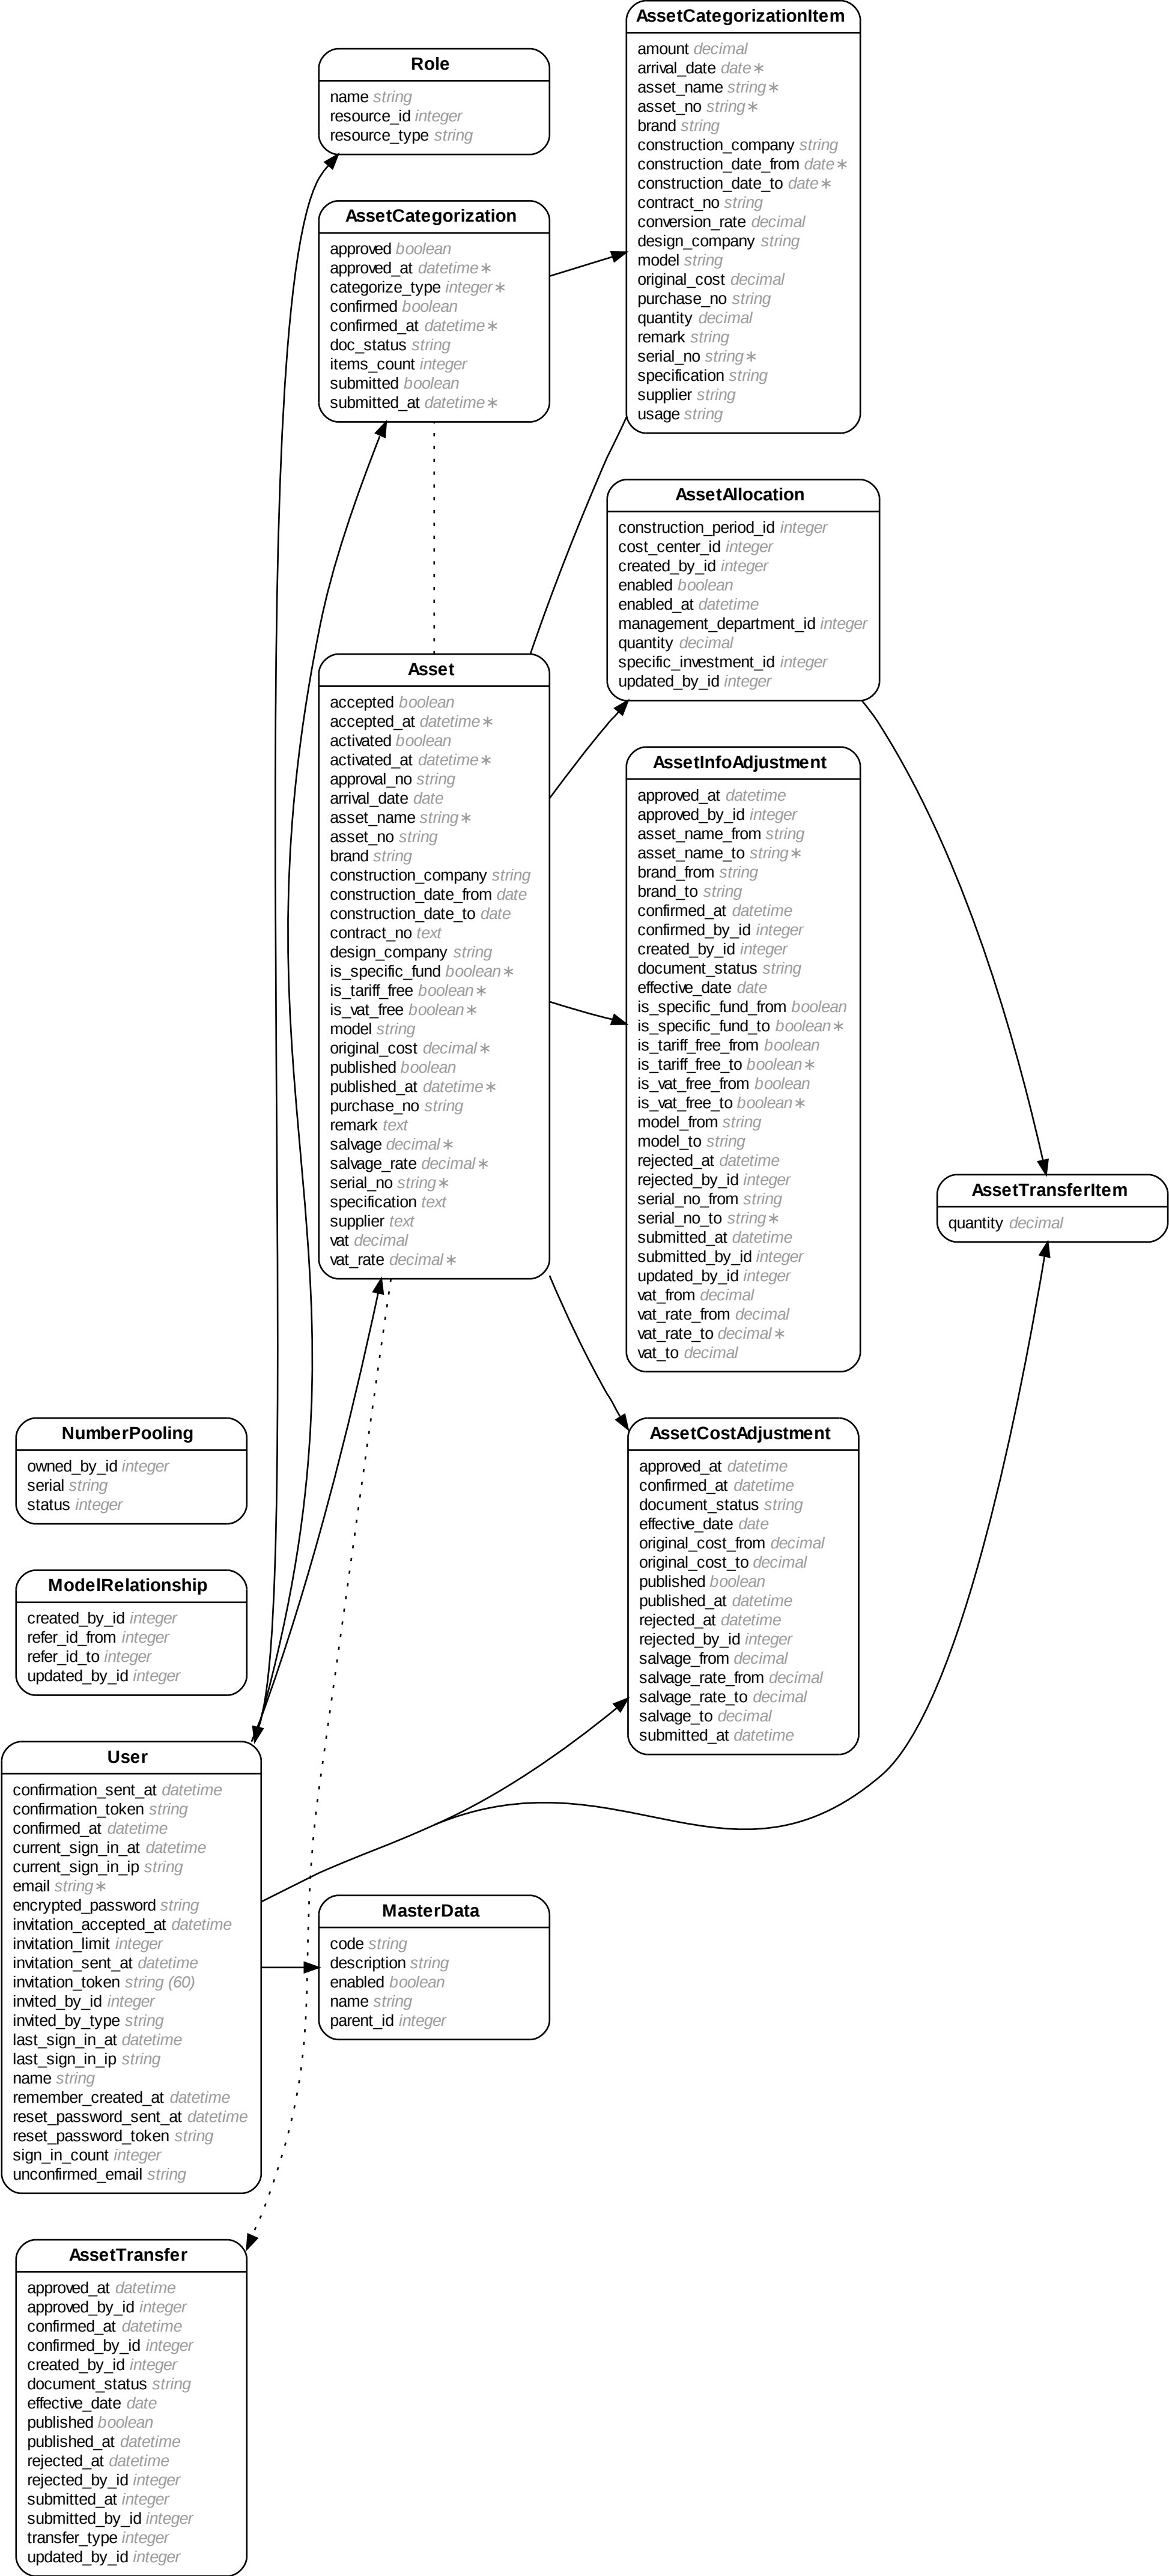 Role
name string
resource_id integer
resource_type string
AssetCategorization
approved boolean
approved_at datetime∗
categorize_type integer∗
confirmed boolean
confirmed_at datetime∗
doc_status string
items_count integer
submitted boolean
submitted_at datetime∗
AssetCategorizationItem
amount decimal
arrival_date date∗
asset_name string∗
asset_no string∗
brand string
construction_company string
construction_date_from date∗
construction_date_to date∗
contract_no string
conversion_rate decimal
design_company string
model string
original_cost decimal
purchase_no string
quantity decimal
remark string
serial_no string∗
specification string
supplier string
usage string
AssetAllocation
construction_period_id integer
cost_center_id integer
created_by_id integer
enabled boolean
enabled_at datetime
management_department_id integer
quantity decimal
specific_investment_id integer
updated_by_id integer
Asset
accepted boolean
accepted_at datetime∗
activated boolean
activated_at datetime∗
approval_no string
arrival_date date
asset_name string∗
asset_no string
brand string
construction_company string
construction_date_from date
construction_date_to date
contract_no text
design_company string
is_specific_fund boolean∗
is_tariff_free boolean∗
is_vat_free boolean∗
model string
original_cost decimal∗
published boolean
published_at datetime∗
purchase_no string
remark text
salvage decimal∗
salvage_rate decimal∗
serial_no string∗
specification text
supplier text
vat decimal
vat_rate decimal∗
AssetInfoAdjustment
approved_at datetime
approved_by_id integer
asset_name_from string
asset_name_to string∗
brand_from string
brand_to string
confirmed_at datetime
confirmed_by_id integer
created_by_id integer
document_status string
effective_date date
is_specific_fund_from boolean
is_specific_fund_to boolean∗
is_tariff_free_from boolean
is_tariff_free_to boolean∗
is_vat_free_from boolean
is_vat_free_to boolean∗
model_from string
model_to string
rejected_at datetime
rejected_by_id integer
serial_no_from string
serial_no_to string∗
submitted_at datetime
submitted_by_id integer
updated_by_id integer
vat_from decimal
vat_rate_from decimal
vat_rate_to decimal∗
vat_to decimal
AssetTransferItem
quantity decimal
NumberPooling
owned_by_id integer
serial string
status integer
ModelRelationship
created_by_id integer
refer_id_from integer
refer_id_to integer
updated_by_id integer
AssetCostAdjustment
approved_at datetime
confirmed_at datetime
document_status string
effective_date date
original_cost_from decimal
original_cost_to decimal
published boolean
published_at datetime
rejected_at datetime
rejected_by_id integer
salvage_from decimal
salvage_rate_from decimal
salvage_rate_to decimal
salvage_to decimal
submitted_at datetime
User
confirmation_sent_at datetime
confirmation_token string
confirmed_at datetime
current_sign_in_at datetime
current_sign_in_ip string
email string∗
encrypted_password string
invitation_accepted_at datetime
invitation_limit integer
invitation_sent_at datetime
invitation_token string (60)
invited_by_id integer
invited_by_type string
last_sign_in_at datetime
last_sign_in_ip string
name string
remember_created_at datetime
reset_password_sent_at datetime
reset_password_token string
sign_in_count integer
unconfirmed_email string
MasterData
code string
description string
enabled boolean
name string
parent_id integer
AssetTransfer
approved_at datetime
approved_by_id integer
confirmed_at datetime
confirmed_by_id integer
created_by_id integer
document_status string
effective_date date
published boolean
published_at datetime
rejected_at datetime
rejected_by_id integer
submitted_at integer
submitted_by_id integer
transfer_type integer
updated_by_id integer